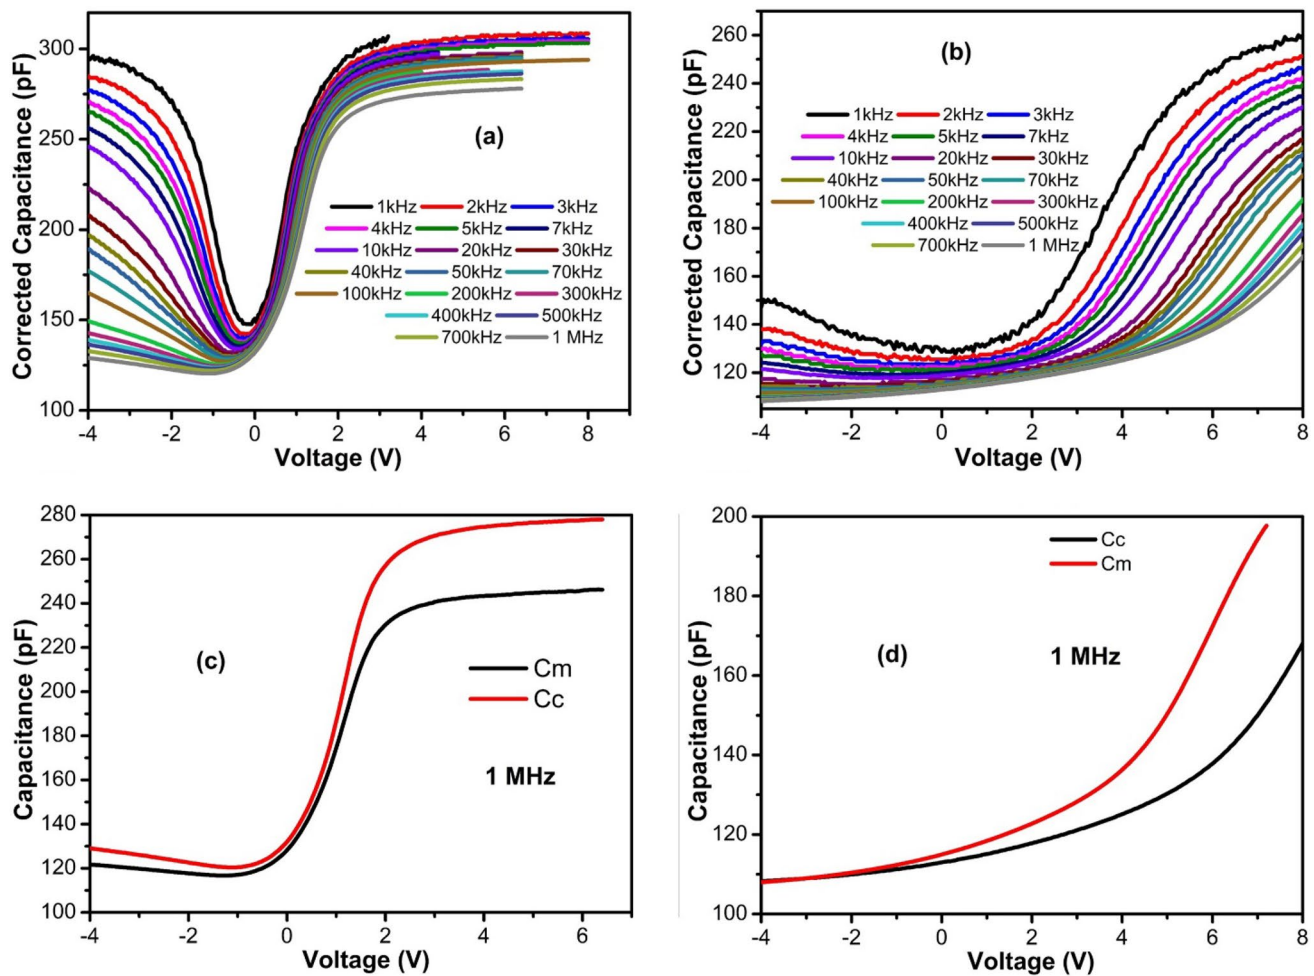 Corrected Capacitance (pF)
300
250
200
150
100
-4 -2 0 2 4 6 8
Voltage (V)
(a)
1kHz 2kHz 3kHz
4kHz 5kHz 7kHz
10kHz 20kHz 30kHz
40kHz 50kHz 70kHz
100kHz 200kHz 300kHz
400kHz 500kHz
700kHz 1 MHz
Corrected Capacitance (pF)
260
240
220
200
180
160
140
120
-4 -2 0 2 4 6 8
Voltage (V)
(b)
1kHz 2kHz 3kHz
4kHz 5kHz 7kHz
10kHz 20kHz 30kHz
40kHz 50kHz 70kHz
100kHz 200kHz 300kHz
400kHz 500kHz
700kHz 1 MHz
Capacitance (pF)
280
260
240
220
200
180
160
140
120
100
-4 -2 0 2 4 6
Voltage (V)
(c)
Cm
Cc
1 MHz
Capacitance (pF)
200
180
160
140
120
100
-4 -2 0 2 4 6 8
Voltage (V)
Cc
Cm
(d)
1 MHz